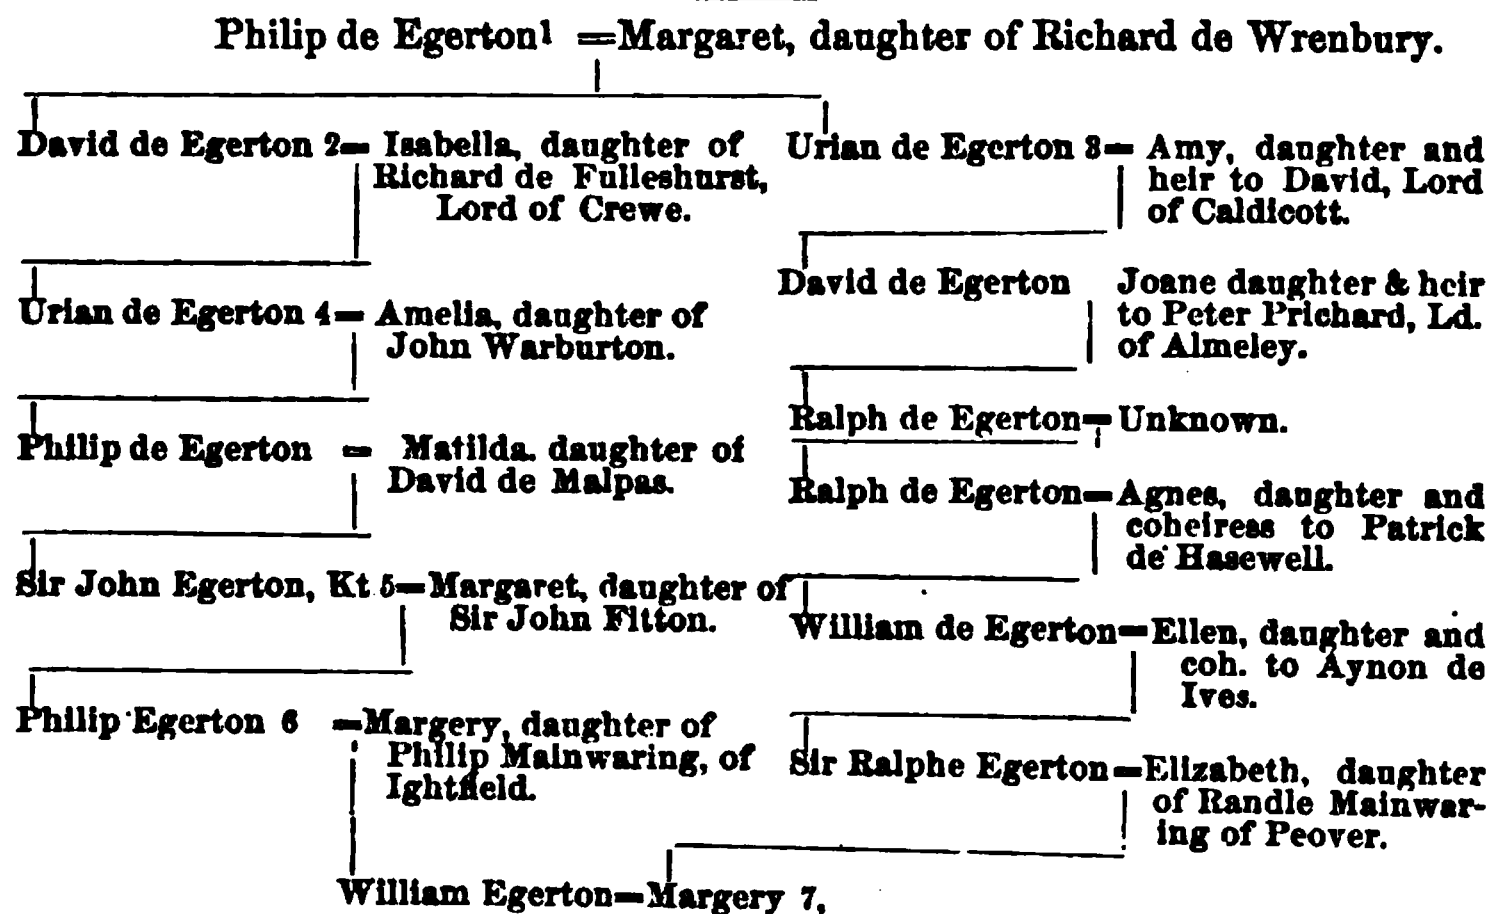 Philip de Egerton1 =Margaret, daughter of Richard de Wrenbury.
David de Egerton 2= Isabella, daughter of
Richard de Fulleshurst,
Lord of Crewe.
Urian de Egerton 4= Amelia, daughter of
John Warburton.
Philip de Egerton = Matilda. daughter of
David de Malpas.
Sir John Egerton, Kt 5=Margaret, daughter of
Sir John Fitton.
Philip Egerton 6 =Margery, daughter of
Philip Mainwaring, of
Ightfield.
Urian de Egerton 3= Amy, daughter and
heir to David, Lord
of Caldicott.
David de Egerton Joane daughter & heir
to Peter Prichard, Ld.
of Almeley.
Ralph de Egerton= Unknown.
Ralph de Egerton=Agnes, daughter and
coheiress to Patrick
de Hasewell.
William de Egerton=Ellen, daughter and
coh. to Aynon de
Ives.
Sir Ralphe Egerton=Elizabeth, daughter
of Randle Mainwar-
ing of Peover.
William Egerton=Margery 7,